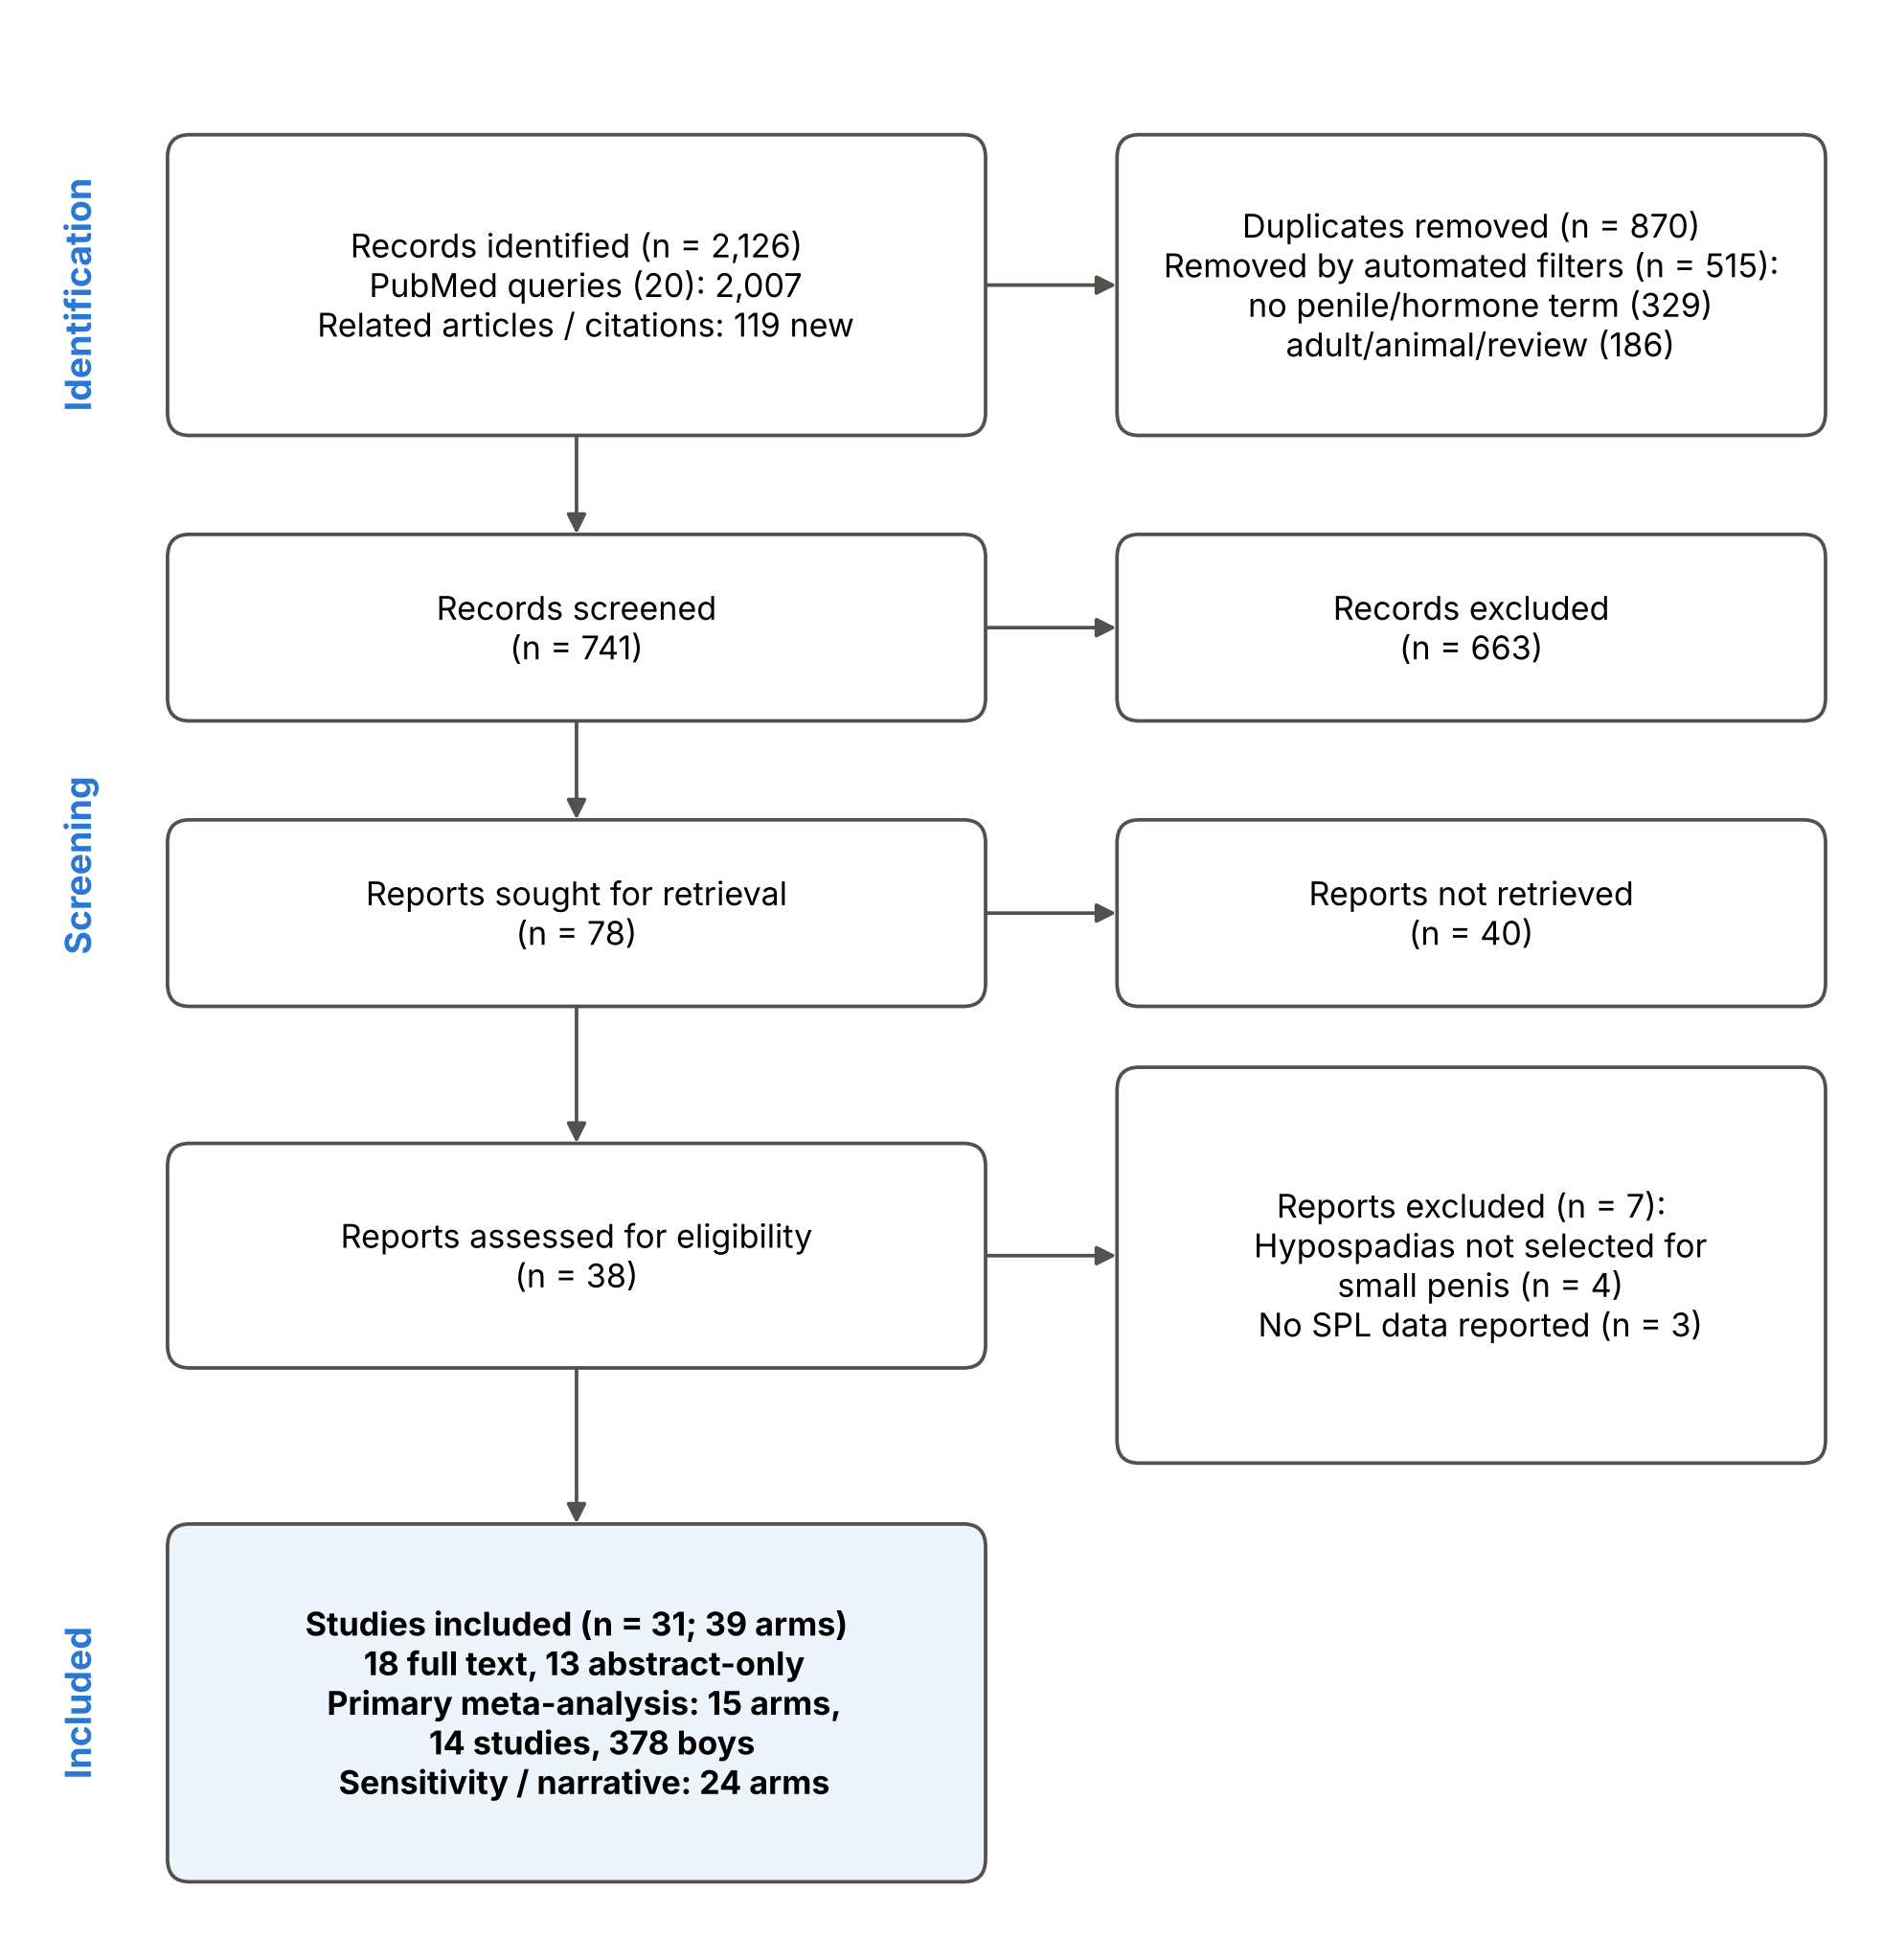 Identification
Records identified (n = 2,126)
PubMed queries (20): 2,007
Related articles / citations: 119 new
Duplicates removed (n = 870)
Removed by automated filters (n = 515):
no penile/hormone term (329)
adult/animal/review (186)
Screening
Records screened
(n = 741)
Records excluded
(n = 663)
Reports sought for retrieval
(n = 78)
Reports not retrieved
(n = 40)
Reports assessed for eligibility
(n = 38)
Reports excluded (n = 7):
Hypospadias not selected for
small penis (n = 4)
No SPL data reported (n = 3)
Included
Studies included (n = 31; 39 arms)
18 full text, 13 abstract-only
Primary meta-analysis: 15 arms,
14 studies, 378 boys
Sensitivity / narrative: 24 arms